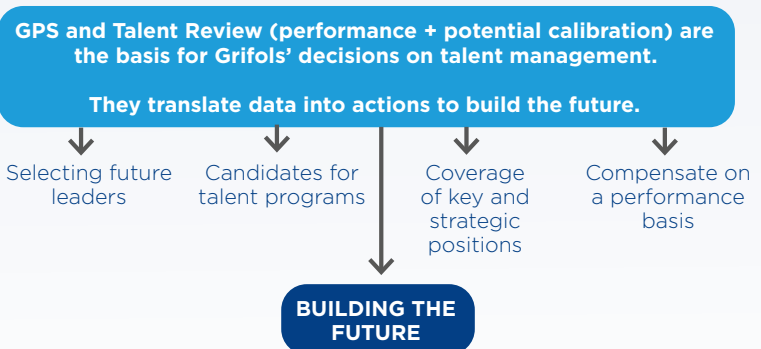 GPS and Talent Review (performance + potential calibration) are
the basis for Grifols’ decisions on talent management.
They translate data into actions to build the future.
Selecting future
leaders
Candidates for
talent programs
Coverage
of key and
strategic
positions
Compensate on
a performance
basis
BUILDING THE
FUTURE